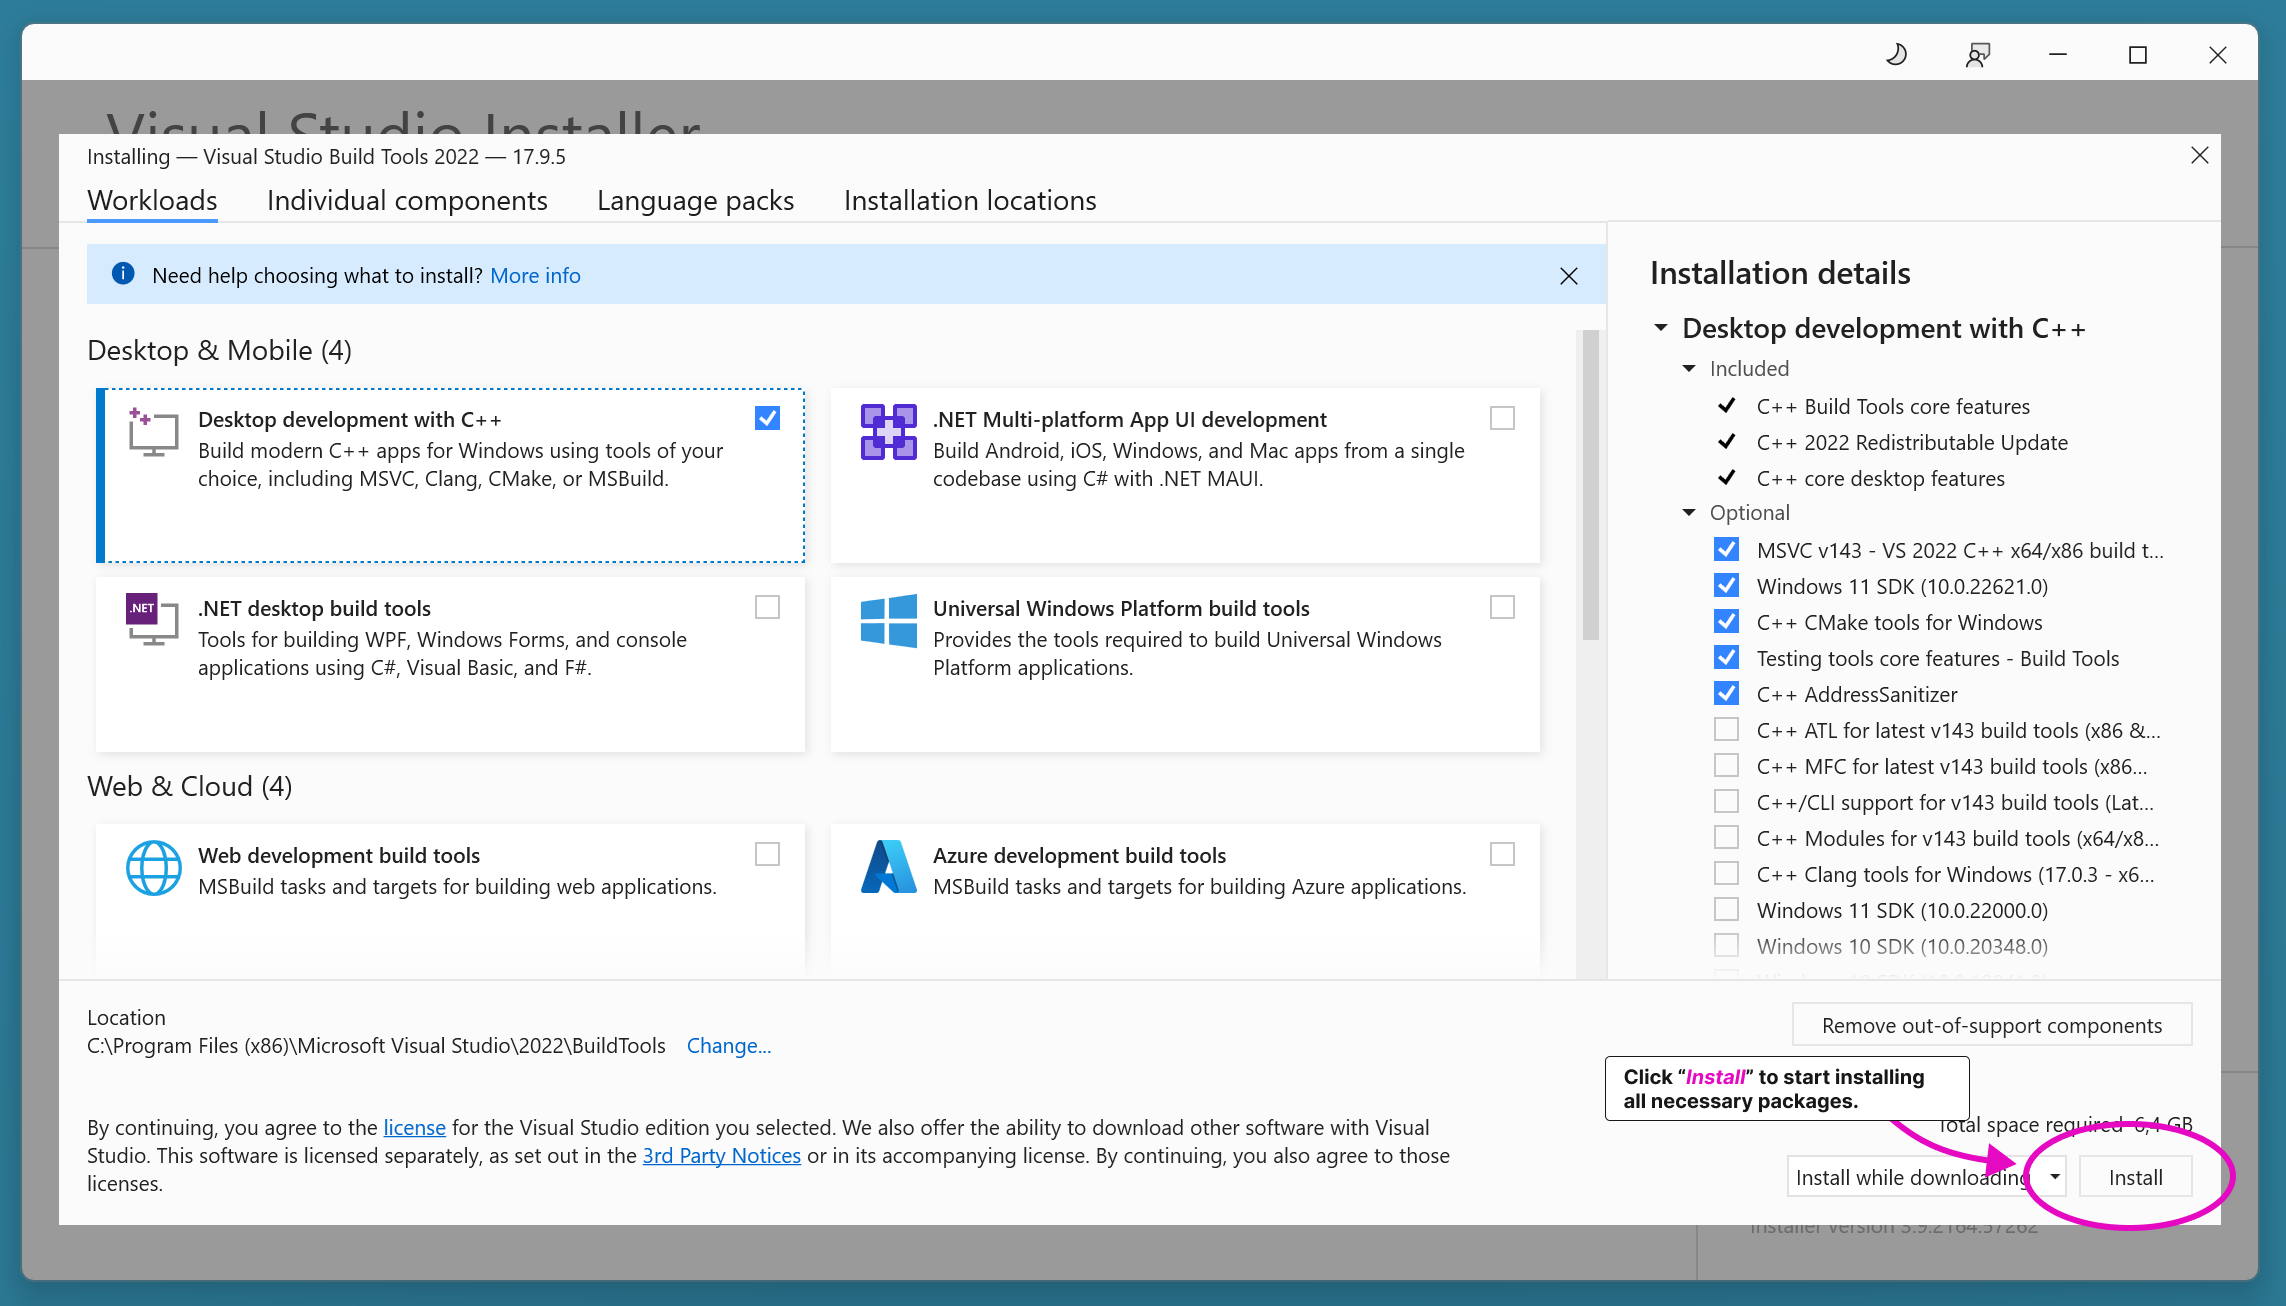 Visual Studio Installer
Installing — Visual Studio Build Tools 2022 — 17.9.5
Workloads
Individual components
Language packs
Installation locations
Need help choosing what to install? More info
Desktop & Mobile (4)
Desktop development with C++
Build modern C++ apps for Windows using tools of your
choice, including MSVC, Clang, CMake, or MSBuild.
.NET Multi-platform App UI development
Build Android, iOS, Windows, and Mac apps from a single
codebase using C# with .NET MAUI.
.NET
.NET desktop build tools
Tools for building WPF, Windows Forms, and console
applications using C#, Visual Basic, and F#.
Universal Windows Platform build tools
Provides the tools required to build Universal Windows
Platform applications.
Web & Cloud (4)
Web development build tools
MSBuild tasks and targets for building web applications.
Azure development build tools
MSBuild tasks and targets for building Azure applications.
Installation details
Desktop development with C++
Included
C++ Build Tools core features
C++ 2022 Redistributable Update
C++ core desktop features
Optional
MSVC v143 - VS 2022 C++ x64/x86 build t...
Windows 11 SDK (10.0.22621.0)
C++ CMake tools for Windows
Testing tools core features - Build Tools
C++ AddressSanitizer
C++ ATL for latest v143 build tools (x86 &...
C++ MFC for latest v143 build tools (x86...
C++/CLI support for v143 build tools (Lat...
C++ Modules for v143 build tools (x64/x8...
C++ Clang tools for Windows (17.0.3 - x6...
Windows 11 SDK (10.0.22000.0)
Windows 10 SDK (10.0.20348.0)
Location
C:\Program Files (x86)\Microsoft Visual Studio\2022\BuildTools Change...
By continuing, you agree to the license for the Visual Studio edition you selected. We also offer the ability to download other software with Visual
Studio. This software is licensed separately, as set out in the 3rd Party Notices or in its accompanying license. By continuing, you also agree to those
licenses.
Remove out-of-support components
Click “Install” to start installing
all necessary packages.
Total space required 6,4 GB
Install while downloading
Install
Installer version 3.9.2164.57262